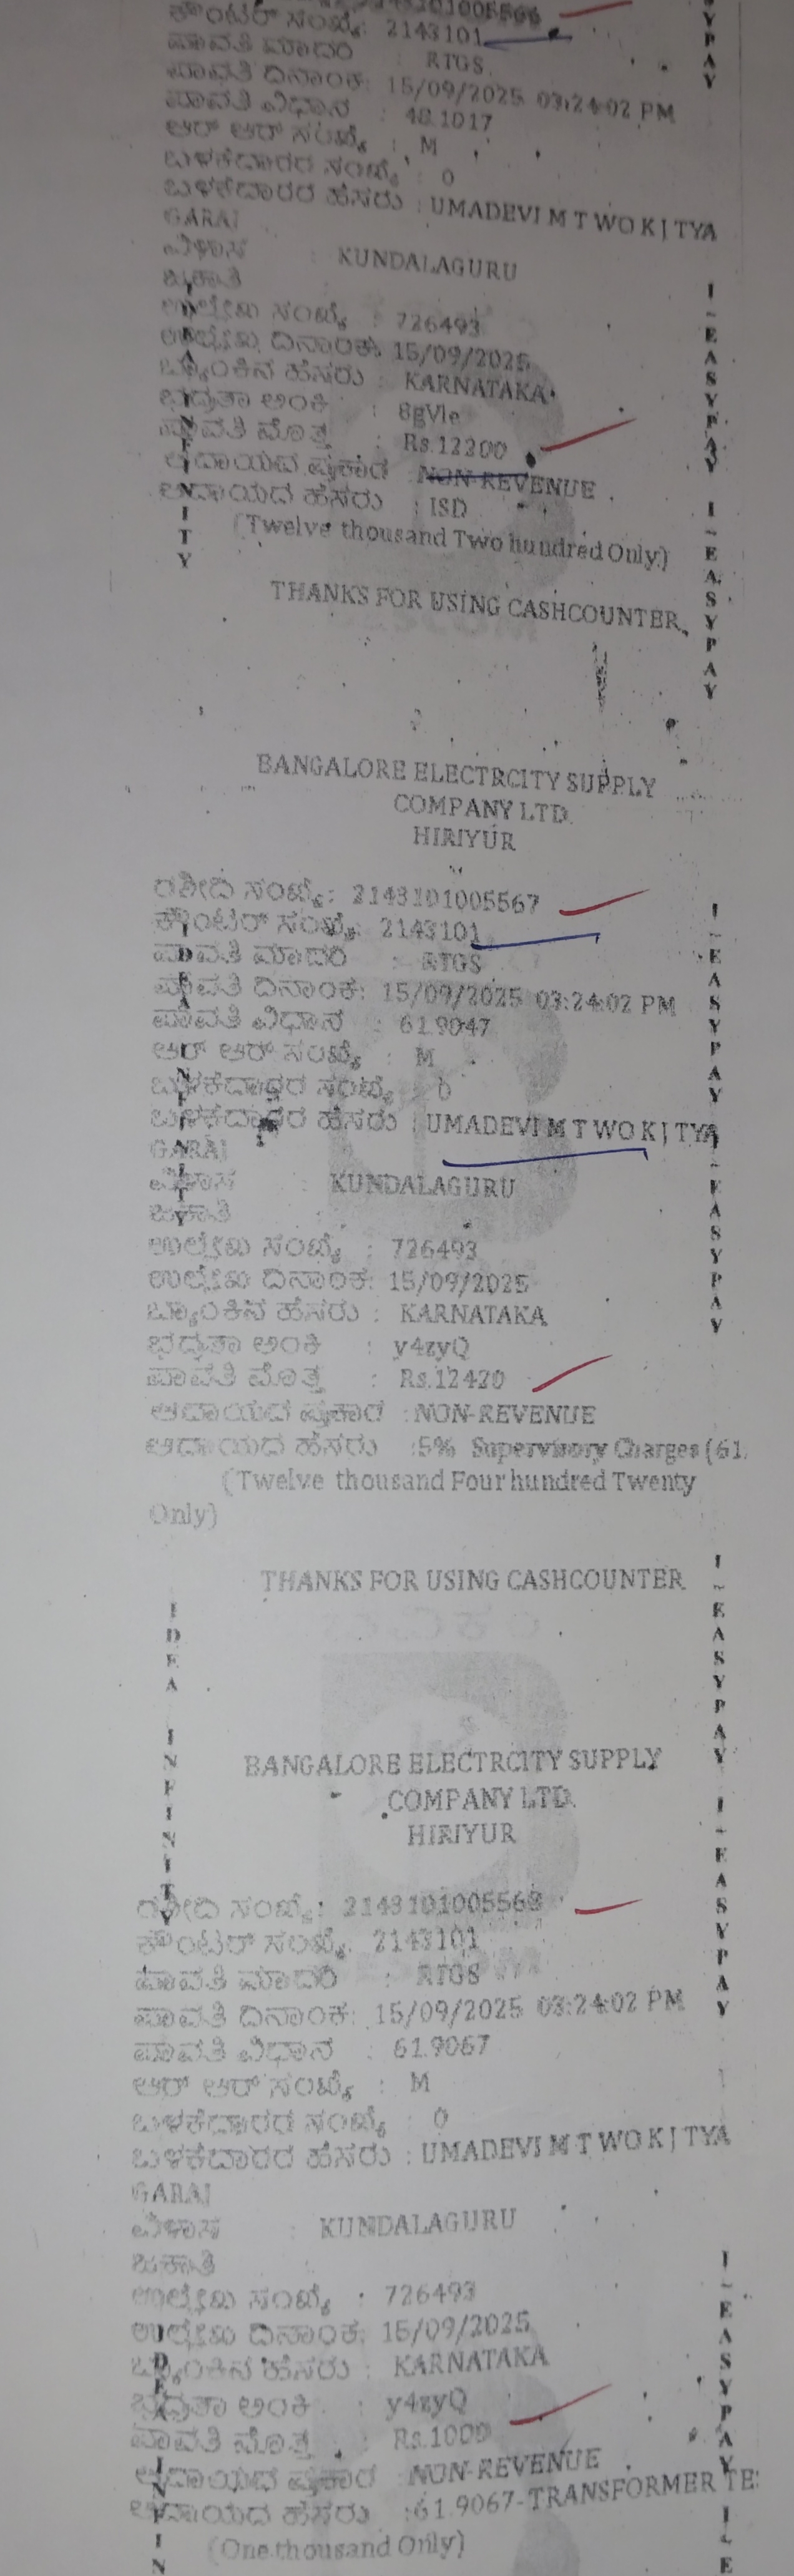 ಕೌಂಟರ್ ಸಂಖ್ಯೆ: 2143101
ಪಾವತಿ ಮಾದರಿ : RTGS
ಪಾವತಿ ದಿನಾಂಕ: 15/09/2025 03:24:02 PM
ಪಾವತಿ ವಿಧಾನ : 48.1017
ಆರ್ ಆರ್ ಸಂಖ್ಯೆ : M
ಬಳಕೆದಾರರ ಸಂಖ್ಯೆ : 0
ಬಳಕೆದಾರರ ಹೆಸರು : UMADEVI M T WO K J TYA
GARAJ
ವಿಳಾಸ : KUNDALAGURU
ಜಕಾತಿ :
ಉಲ್ಲೇಖ ಸಂಖ್ಯೆ : 726493
ಉಲ್ಲೇಖ ದಿನಾಂಕ: 15/09/2025
ಬ್ಯಾಂಕಿನ ಹೆಸರು : KARNATAKA
ಭದ್ರತಾ ಅಂಕಿ : 8gVle
ಪಾವತಿ ಮೊತ್ತ : Rs.12200
ಆದಾಯದ ಪ್ರಕಾರ : NON-REVENUE
ಆದಾಯದ ಹೆಸರು : ISD
(Twelve thousand Two hundred Only)
THANKS FOR USING CASHCOUNTER
BANGALORE ELECTRCITY SUPPLY
COMPANY LTD.
HIRIYUR
ರಶೀದಿ ಸಂಖ್ಯೆ: 2143101005567
ಕೌಂಟರ್ ಸಂಖ್ಯೆ: 2143101
ಪಾವತಿ ಮಾದರಿ : RTGS
ಪಾವತಿ ದಿನಾಂಕ: 15/09/2025 03:24:02 PM
ಪಾವತಿ ವಿಧಾನ : 61.9047
ಆರ್ ಆರ್ ಸಂಖ್ಯೆ : M
ಬಳಕೆದಾರರ ಸಂಖ್ಯೆ : 0
ಬಳಕೆದಾರರ ಹೆಸರು : UMADEVI M T WO K J TYA
GARAJ
ವಿಳಾಸ KUNDALAGURU
ಜಕಾತಿ
ಉಲ್ಲೇಖ ಸಂಖ್ಯೆ : 726493
ಉಲ್ಲೇಖ ದಿನಾಂಕ: 15/09/2025
ಬ್ಯಾಂಕಿನ ಹೆಸರು : KARNATAKA
ಭದ್ರತಾ ಅಂಕಿ : y4zyQ
ಪಾವತಿ ಮೊತ್ತ : Rs.12420
ಆದಾಯದ ಪ್ರಕಾರ : NON-REVENUE
ಆದಾಯದ ಹೆಸರು :5% Supervisory Charges (61.
(Twelve thousand Four hundred Twenty
Only)
THANKS FOR USING CASHCOUNTER
BANGALORE ELECTRCITY SUPPLY
COMPANY LTD.
HIRIYUR
ರಶೀದಿ ಸಂಖ್ಯೆ: 2143101005568
ಕೌಂಟರ್ ಸಂಖ್ಯೆ: 2143101
ಪಾವತಿ ಮಾದರಿ : RTGS
ಪಾವತಿ ದಿನಾಂಕ: 15/09/2025 03:24:02 PM
ಪಾವತಿ ವಿಧಾನ : 61.9067
ಆರ್ ಆರ್ ಸಂಖ್ಯೆ : M
ಬಳಕೆದಾರರ ಸಂಖ್ಯೆ : 0
ಬಳಕೆದಾರರ ಹೆಸರು : UMADEVI M T WO K J TYA
GARAJ
ವಿಳಾಸ : KUNDALAGURU
ಜಕಾತಿ :
ಉಲ್ಲೇಖ ಸಂಖ್ಯೆ : 726493
ಉಲ್ಲೇಖ ದಿನಾಂಕ: 15/09/2025
ಬ್ಯಾಂಕಿನ ಹೆಸರು : KARNATAKA
ಭದ್ರತಾ ಅಂಕಿ : y4zyQ
ಪಾವತಿ ಮೊತ್ತ : Rs.1000
ಆದಾಯದ ಪ್ರಕಾರ :NON-REVENUE
ಆದಾಯದ ಹೆಸರು :61.9067-TRANSFORMER TES
(One thousand Only)
I-EASYPAY I-EASYPAY
IDEA INFINITY